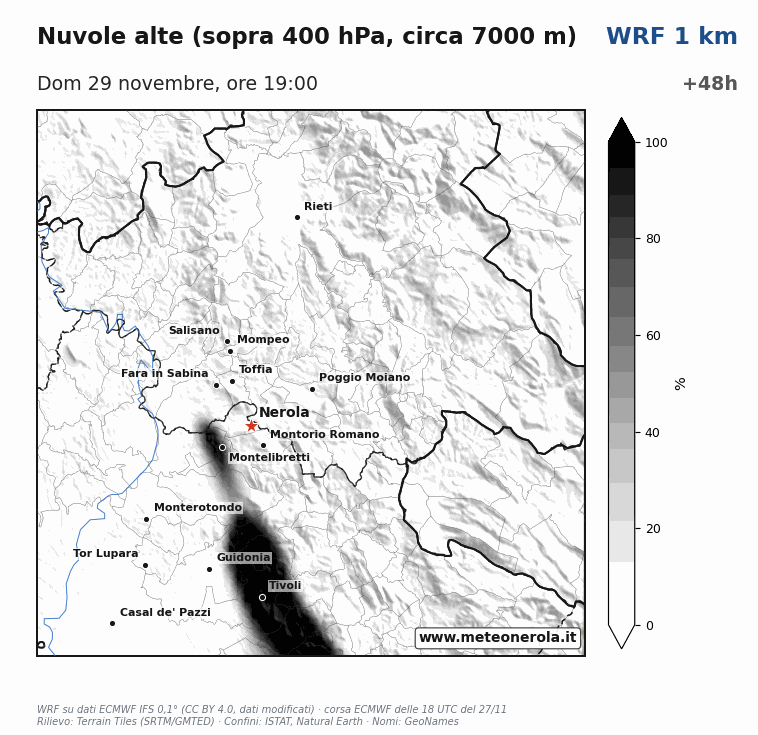 Nuvole alte (sopra 400 hPa, circa 7000 m) WRF 1 km
Dom 29 novembre, ore 19:00 +48h
100
Rieti
80
60
Salisano
Mompeo
Toffia
Fara in Sabina
Poggio Moiano
%
Nerola
40
Montorio Romano
Montelibretti
Monterotondo
20
Tor Lupara
Guidonia
Tivoli
Casal de' Pazzi
0
www.meteonerola.it
WRF su dati ECMWF IFS 0,1° (CC BY 4.0, dati modificati) · corsa ECMWF delle 18 UTC del 27/11
Rilievo: Terrain Tiles (SRTM/GMTED) · Confini: ISTAT, Natural Earth · Nomi: GeoNames